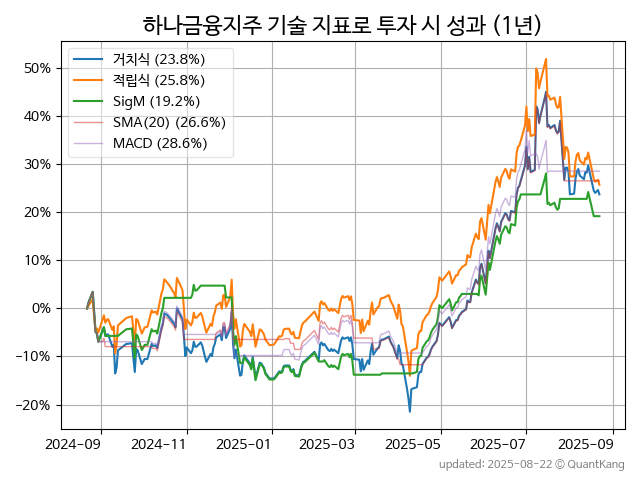 하나금융지주 기술 지표로 투자 시 성과 (1년)
거치식 (23.8%)
적립식 (25.8%)
SigM (19.2%)
SMA(20) (26.6%)
MACD (28.6%)
50%
40%
30%
20%
10%
0%
−10%
−20%
2024-09 2024-11 2025-01 2025-03 2025-05 2025-07 2025-09
updated: 2025-08-22 © QuantKang